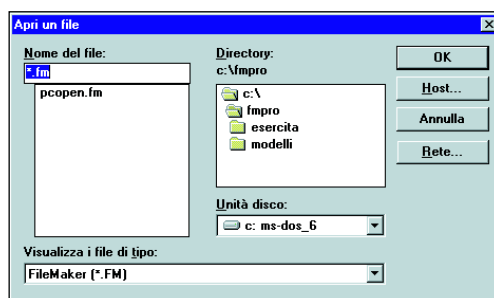 Apri un file
Nome del file:
*.fm
pcopen.fm
Directory:
c:\fmpro
c:\
fmpro
esercita
modelli
OK
Host...
Annulla
Rete...
Unità disco:
c: ms-dos_6
Visualizza i file di tipo:
FileMaker (*.FM)